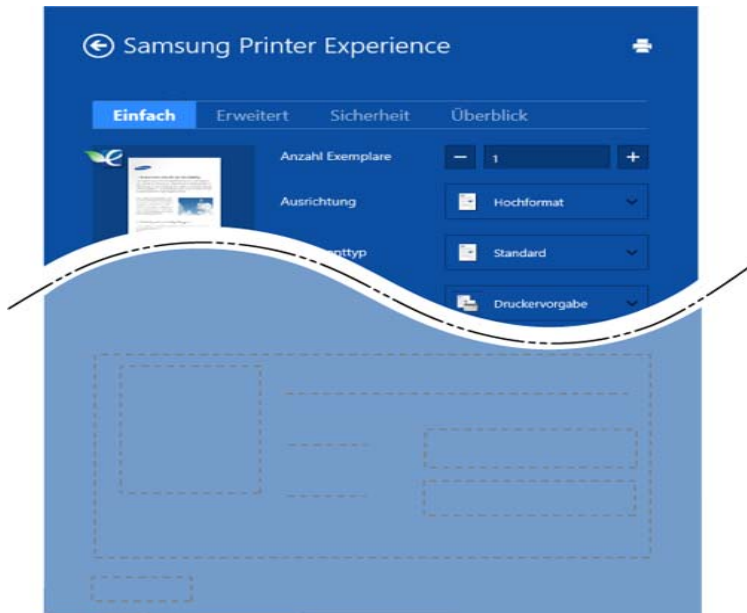 Samsung Printer Experience
Einfach Erweitert Sicherheit Überblick
Anzahl Exemplare 1
Ausrichtung Hochformat
Standard
Druckervorgabe